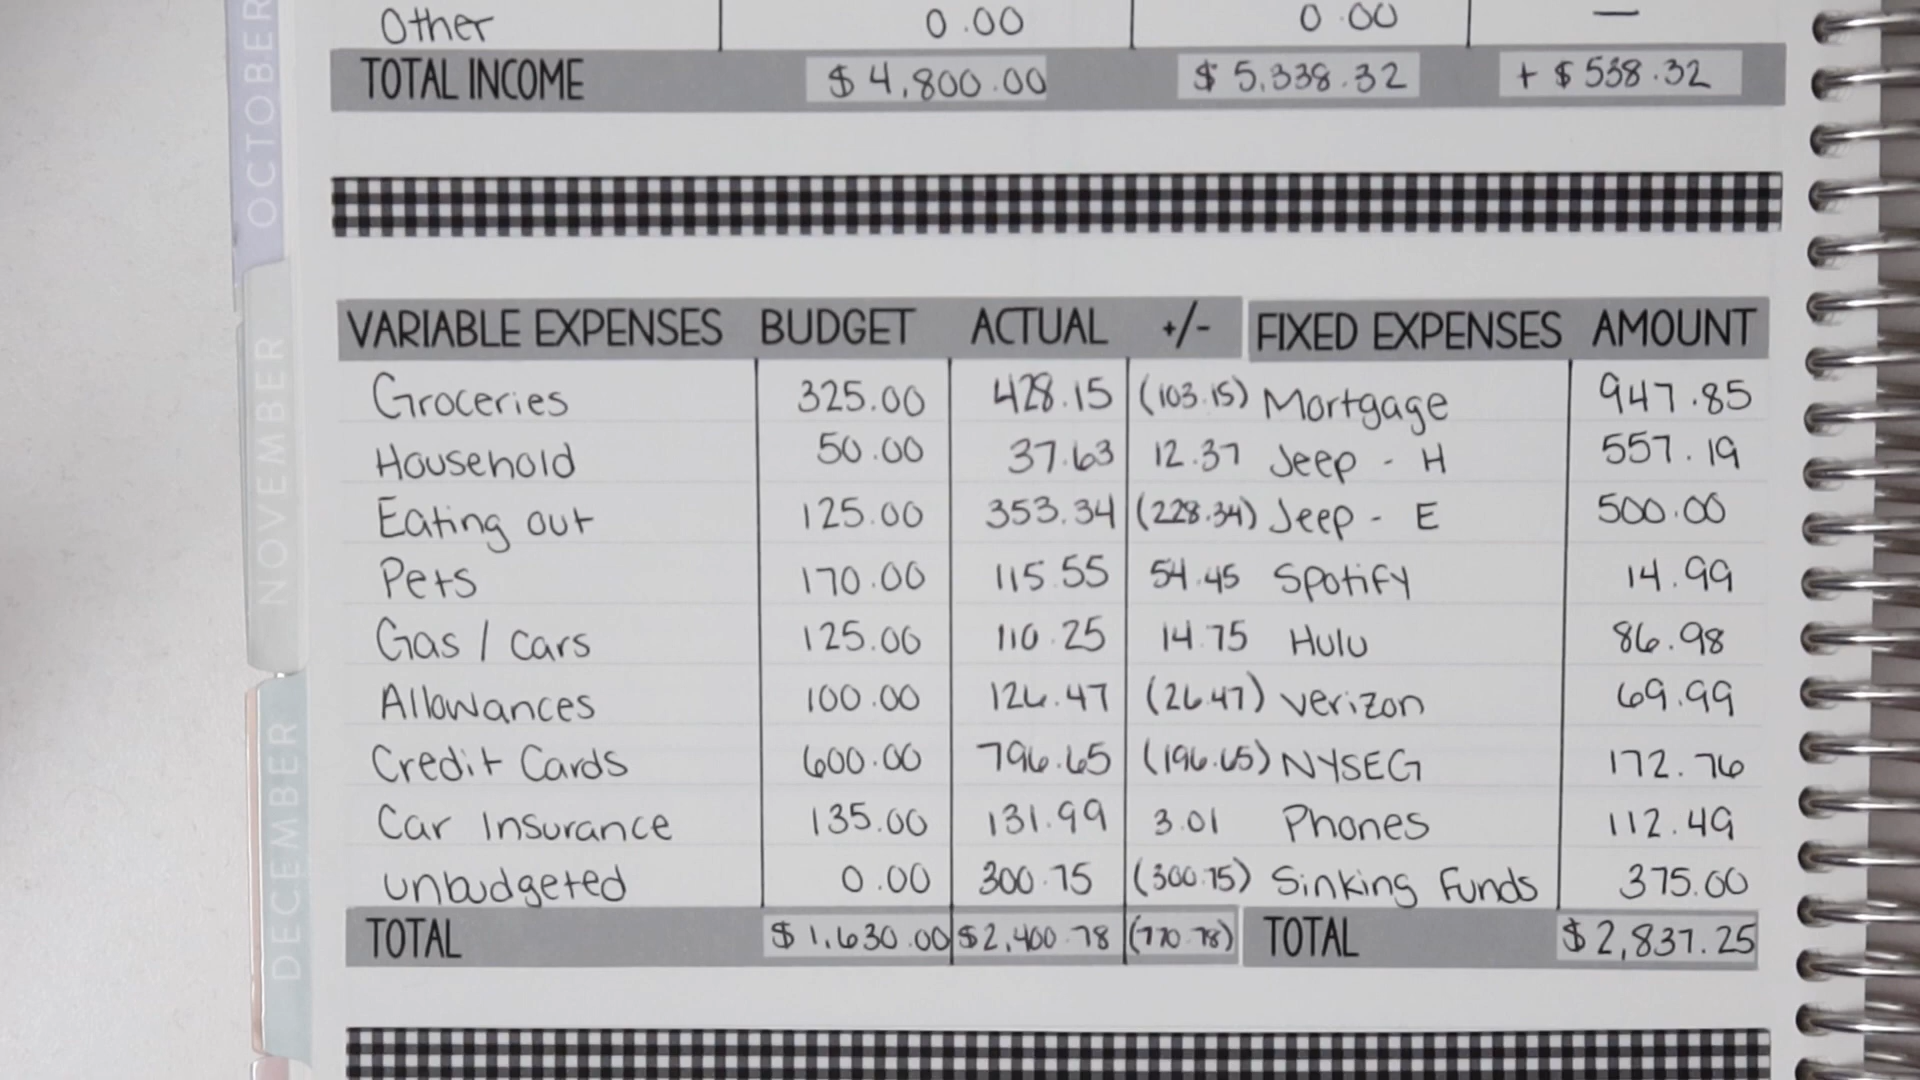 Other 0.00 0.00 —
TOTAL INCOME $4,800.00 $5,338.32 + $538.32
VARIABLE EXPENSES BUDGET ACTUAL +/- FIXED EXPENSES AMOUNT
Groceries 325.00 428.15 (103.15) Mortgage 947.85
Household 50.00 37.63 12.37 Jeep - H 557.19
Eating out 125.00 353.34 (228.34) Jeep - E 500.00
Pets 170.00 115.55 54.45 Spotify 14.99
Gas / cars 125.00 110.25 14.75 Hulu 86.98
Allowances 100.00 126.47 (26.47) verizon 69.99
Credit Cards 600.00 796.65 (196.65) NYSEG 172.76
Car Insurance 135.00 131.99 3.01 Phones 112.49
unbudgeted 0.00 300.75 (300.75) Sinking Funds 375.00
TOTAL $1,630.00 $2,400.78 (770.78) TOTAL $2,837.25
OCTOBER
NOVEMBER
DECEMBER